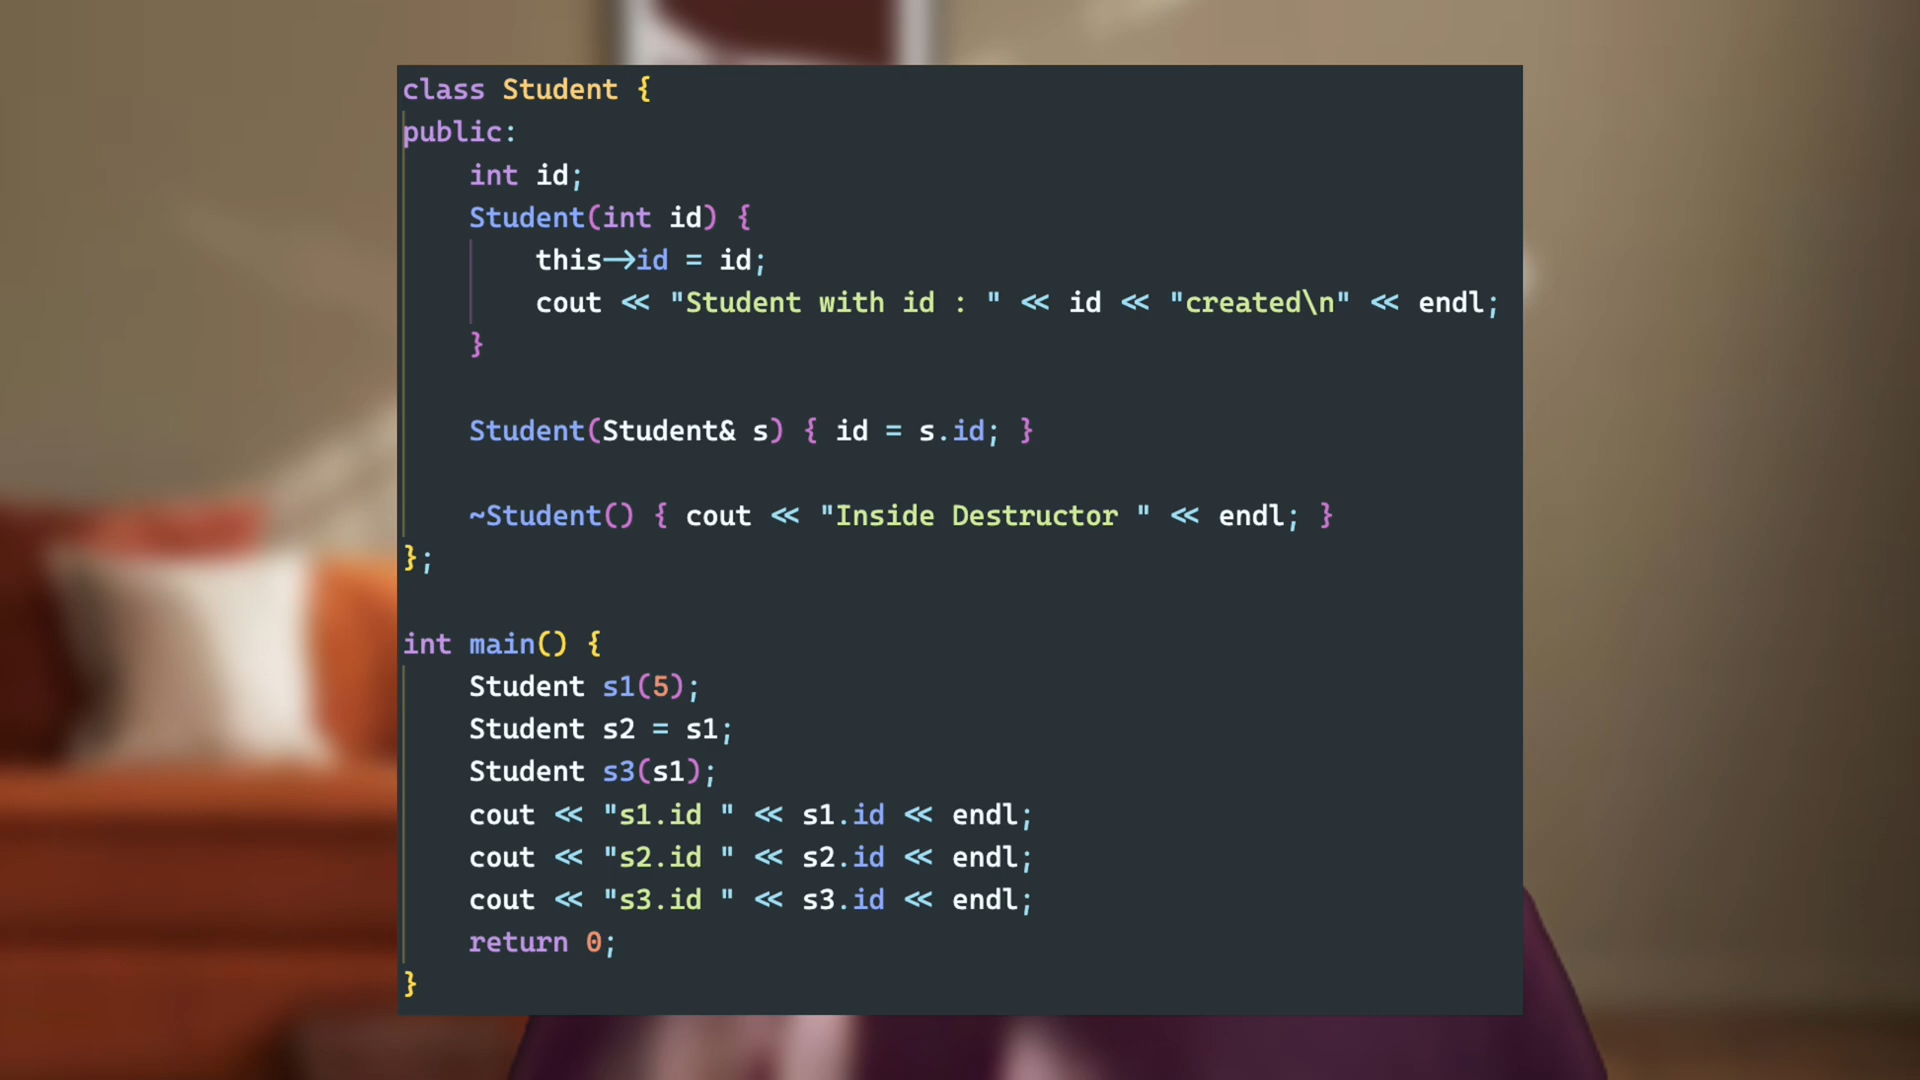 class Student {
public:
    int id;
    Student(int id) {
        this->id = id;
        cout << "Student with id : " << id << "created\n" << endl;
    }

    Student(Student& s) { id = s.id; }

    ~Student() { cout << "Inside Destructor " << endl; }
};

int main() {
    Student s1(5);
    Student s2 = s1;
    Student s3(s1);
    cout << "s1.id " << s1.id << endl;
    cout << "s2.id " << s2.id << endl;
    cout << "s3.id " << s3.id << endl;
    return 0;
}